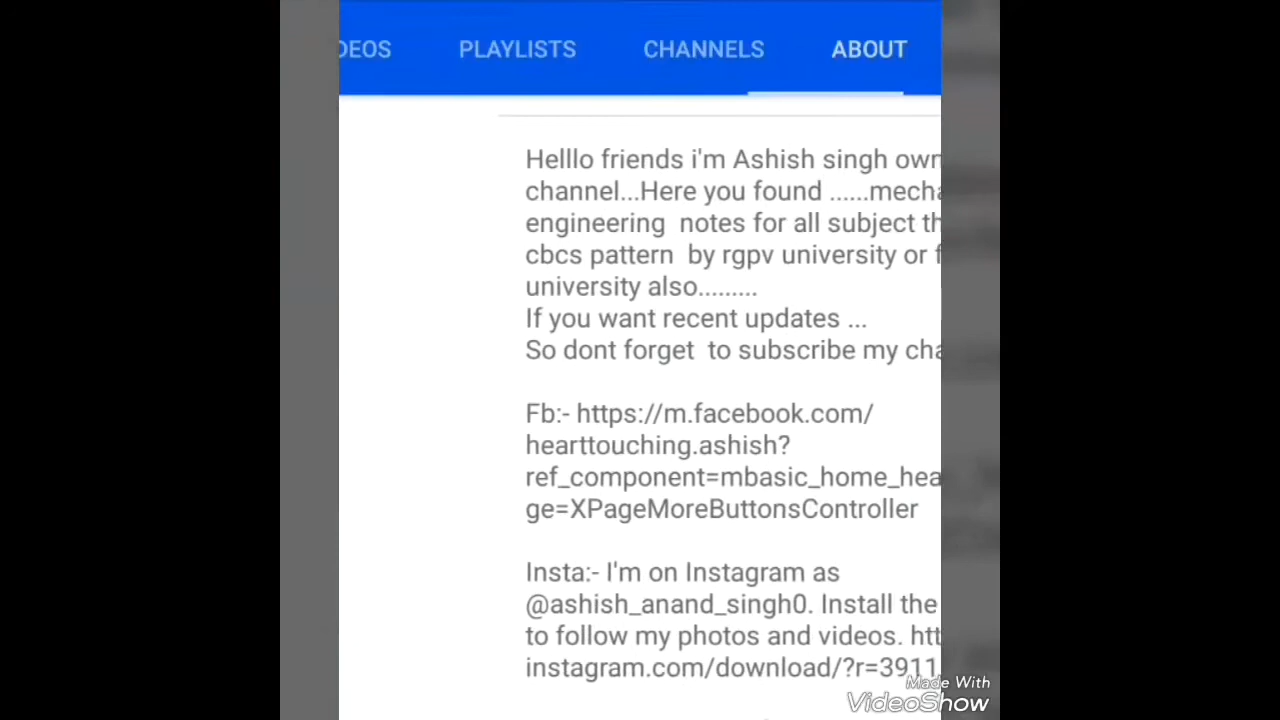 DEOS PLAYLISTS CHANNELS ABOUT
Helllo friends i'm Ashish singh own
channel...Here you found ......mecha
engineering notes for all subject th
cbcs pattern by rgpv university or f
university also.........
If you want recent updates ...
So dont forget to subscribe my cha
Fb:- https://m.facebook.com/
hearttouching.ashish?
ref_component=mbasic_home_hea
ge=XPageMoreButtonsController
Insta:- I'm on Instagram as
@ashish_anand_singh0. Install the
to follow my photos and videos. htt
instagram.com/download/?r=3911
Made With
VideoShow